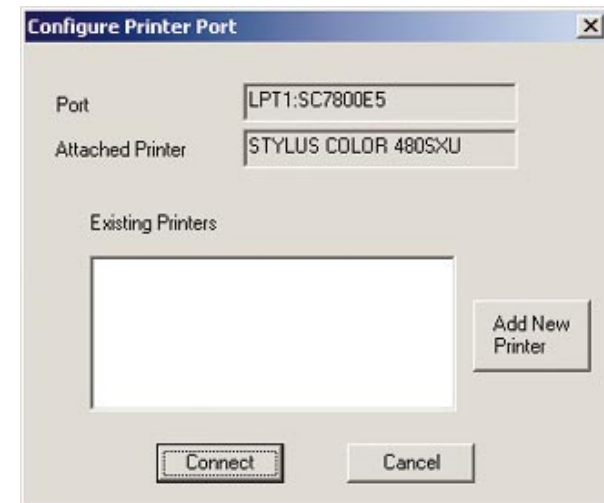 Configure Printer Port
Port
LPT1:SC7800E5
Attached Printer
STYLUS COLOR 480SXU
Existing Printers
Add New
Printer
Connect
Cancel